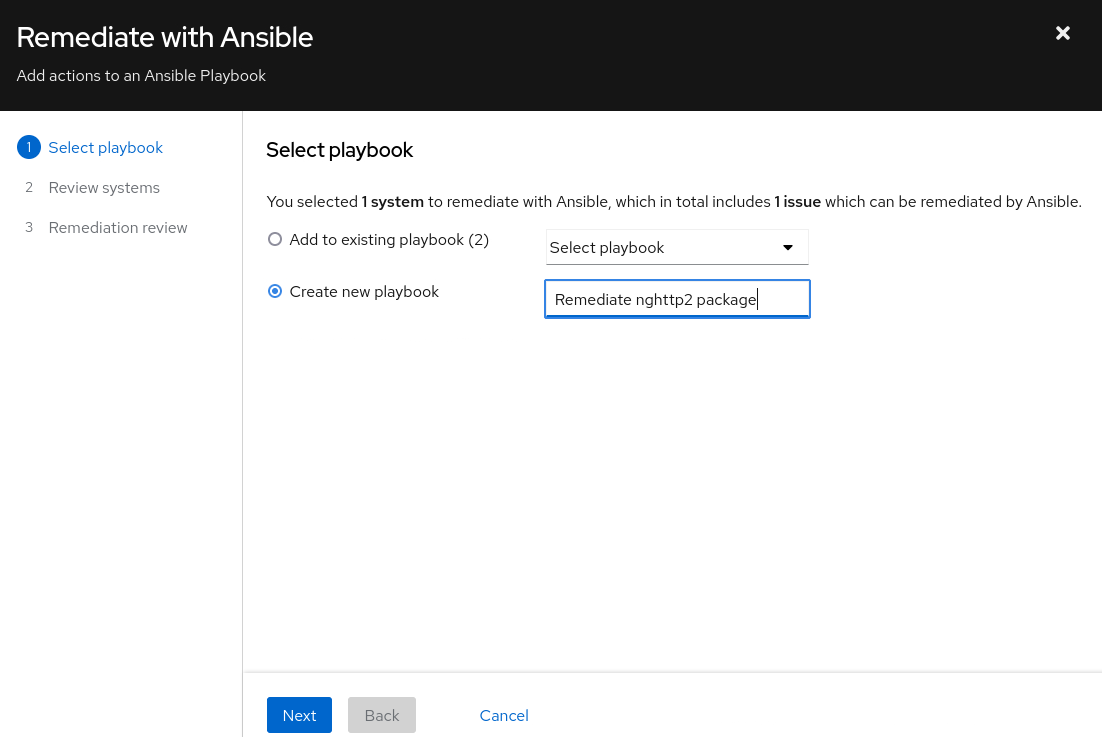 Remediate with Ansible
Add actions to an Ansible Playbook
1 Select playbook
2 Review systems
3 Remediation review
Select playbook
You selected 1 system to remediate with Ansible, which in total includes 1 issue which can be remediated by Ansible.
Add to existing playbook (2) Select playbook
Create new playbook Remediate nghttp2 package
Next Back Cancel